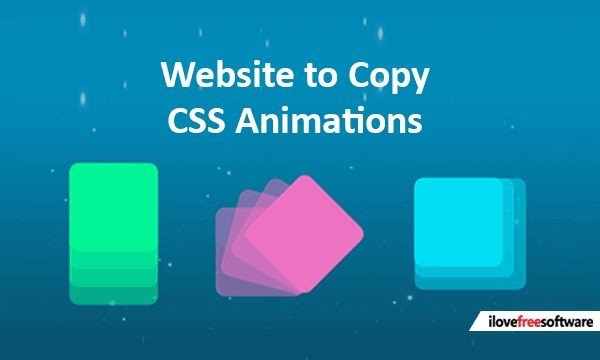 Website to Copy
CSS Animations
ilovefreesoftware